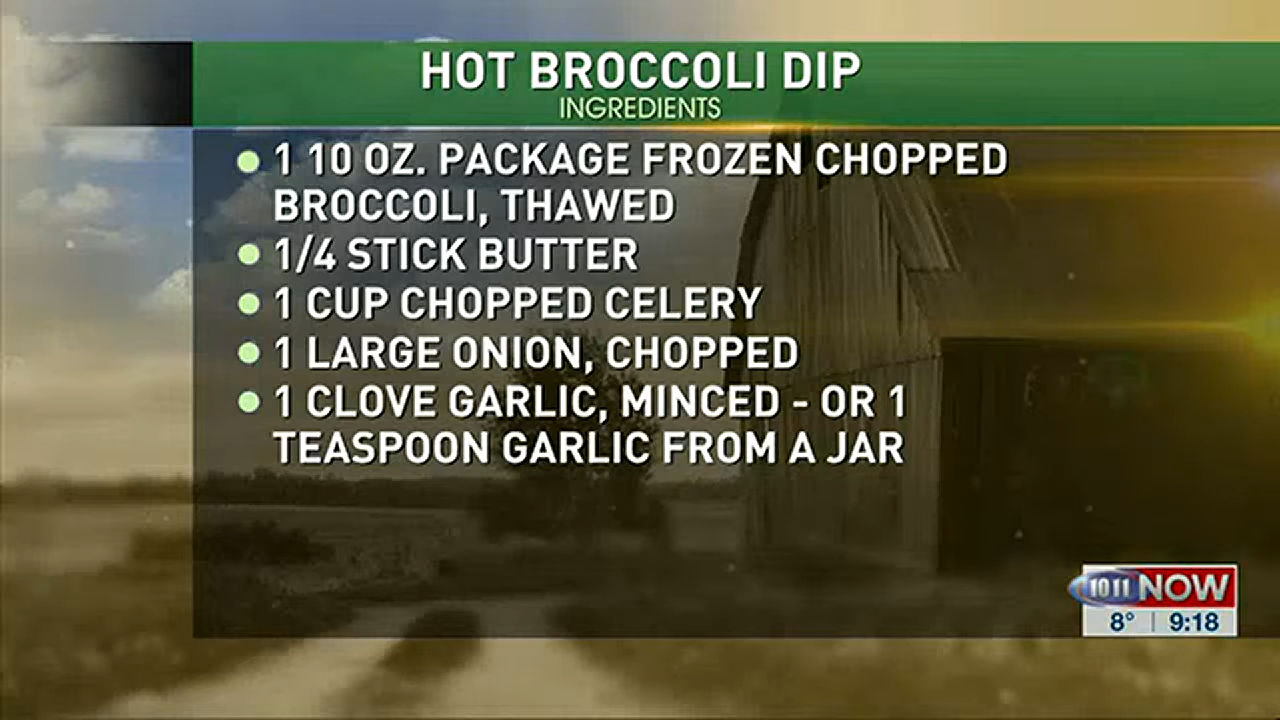 HOT BROCCOLI DIP
INGREDIENTS
1 10 OZ. PACKAGE FROZEN CHOPPED
BROCCOLI, THAWED
1/4 STICK BUTTER
1 CUP CHOPPED CELERY
1 LARGE ONION, CHOPPED
1 CLOVE GARLIC, MINCED - OR 1
TEASPOON GARLIC FROM A JAR
1011 NOW
8° | 9:18